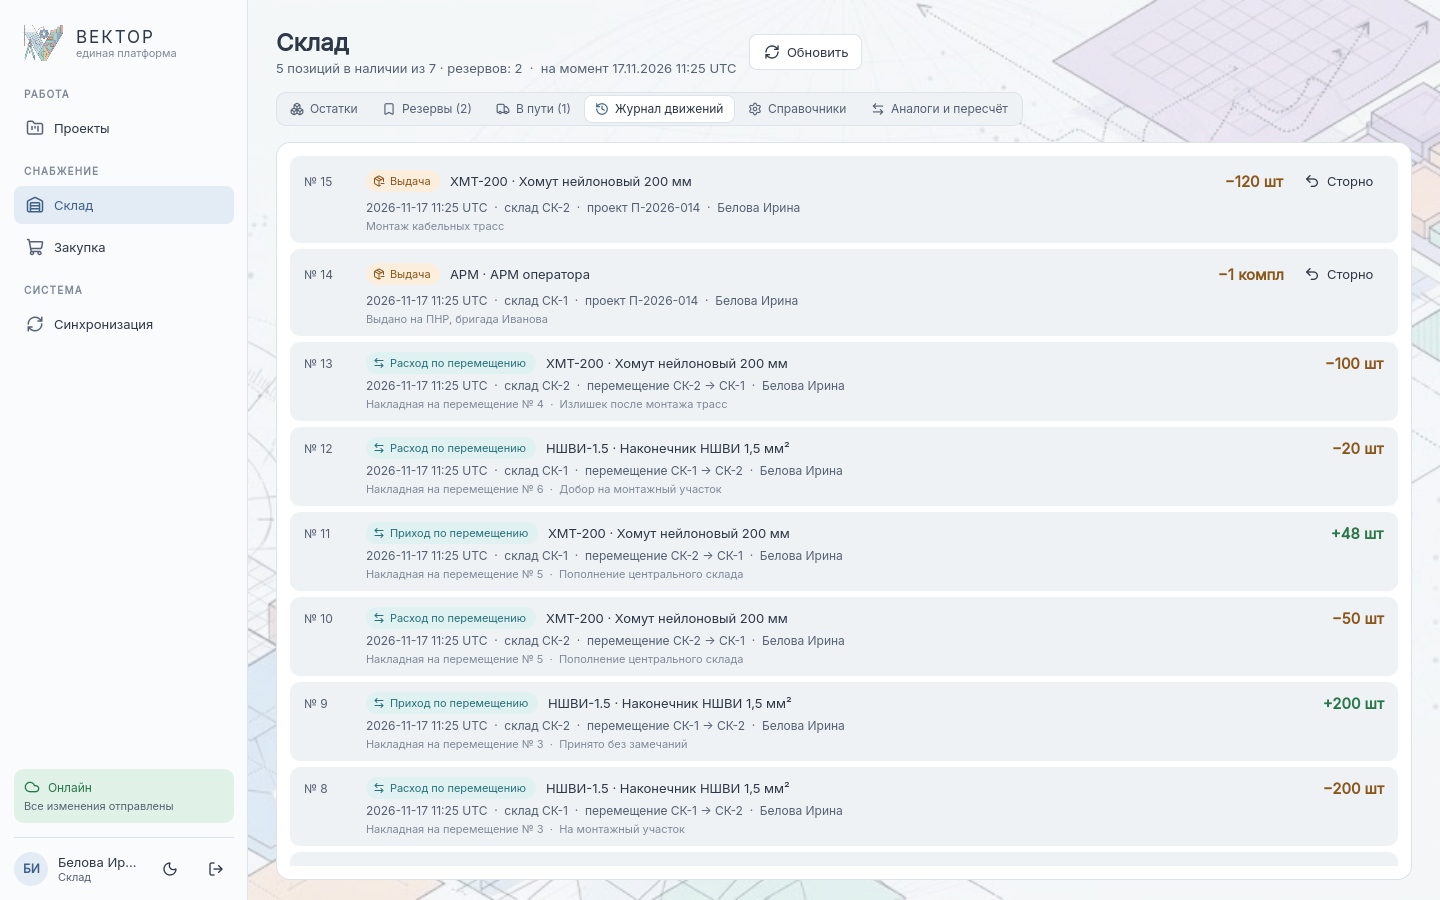 ВЕКТОР
единая платформа
РАБОТА
Проекты
СНАБЖЕНИЕ
Склад
Закупка
СИСТЕМА
Синхронизация
Онлайн
Все изменения отправлены
БИ
Белова Ир...
Склад
Склад
5 позиций в наличии из 7 · резервов: 2 · на момент 17.11.2026 11:25 UTC
Обновить
Остатки Резервы (2) В пути (1) Журнал движений Справочники Аналоги и пересчёт
№ 15 Выдача ХМТ-200 · Хомут нейлоновый 200 мм −120 шт Сторно
2026-11-17 11:25 UTC · склад СК-2 · проект П-2026-014 · Белова Ирина
Монтаж кабельных трасс
№ 14 Выдача АРМ · АРМ оператора −1 компл Сторно
2026-11-17 11:25 UTC · склад СК-1 · проект П-2026-014 · Белова Ирина
Выдано на ПНР, бригада Иванова
№ 13 Расход по перемещению ХМТ-200 · Хомут нейлоновый 200 мм −100 шт
2026-11-17 11:25 UTC · склад СК-2 · перемещение СК-2 → СК-1 · Белова Ирина
Накладная на перемещение № 4 · Излишек после монтажа трасс
№ 12 Расход по перемещению НШВИ-1.5 · Наконечник НШВИ 1,5 мм² −20 шт
2026-11-17 11:25 UTC · склад СК-1 · перемещение СК-1 → СК-2 · Белова Ирина
Накладная на перемещение № 6 · Добор на монтажный участок
№ 11 Приход по перемещению ХМТ-200 · Хомут нейлоновый 200 мм +48 шт
2026-11-17 11:25 UTC · склад СК-1 · перемещение СК-2 → СК-1 · Белова Ирина
Накладная на перемещение № 5 · Пополнение центрального склада
№ 10 Расход по перемещению ХМТ-200 · Хомут нейлоновый 200 мм −50 шт
2026-11-17 11:25 UTC · склад СК-2 · перемещение СК-2 → СК-1 · Белова Ирина
Накладная на перемещение № 5 · Пополнение центрального склада
№ 9 Приход по перемещению НШВИ-1.5 · Наконечник НШВИ 1,5 мм² +200 шт
2026-11-17 11:25 UTC · склад СК-2 · перемещение СК-1 → СК-2 · Белова Ирина
Накладная на перемещение № 3 · Принято без замечаний
№ 8 Расход по перемещению НШВИ-1.5 · Наконечник НШВИ 1,5 мм² −200 шт
2026-11-17 11:25 UTC · склад СК-1 · перемещение СК-1 → СК-2 · Белова Ирина
Накладная на перемещение № 3 · На монтажный участок